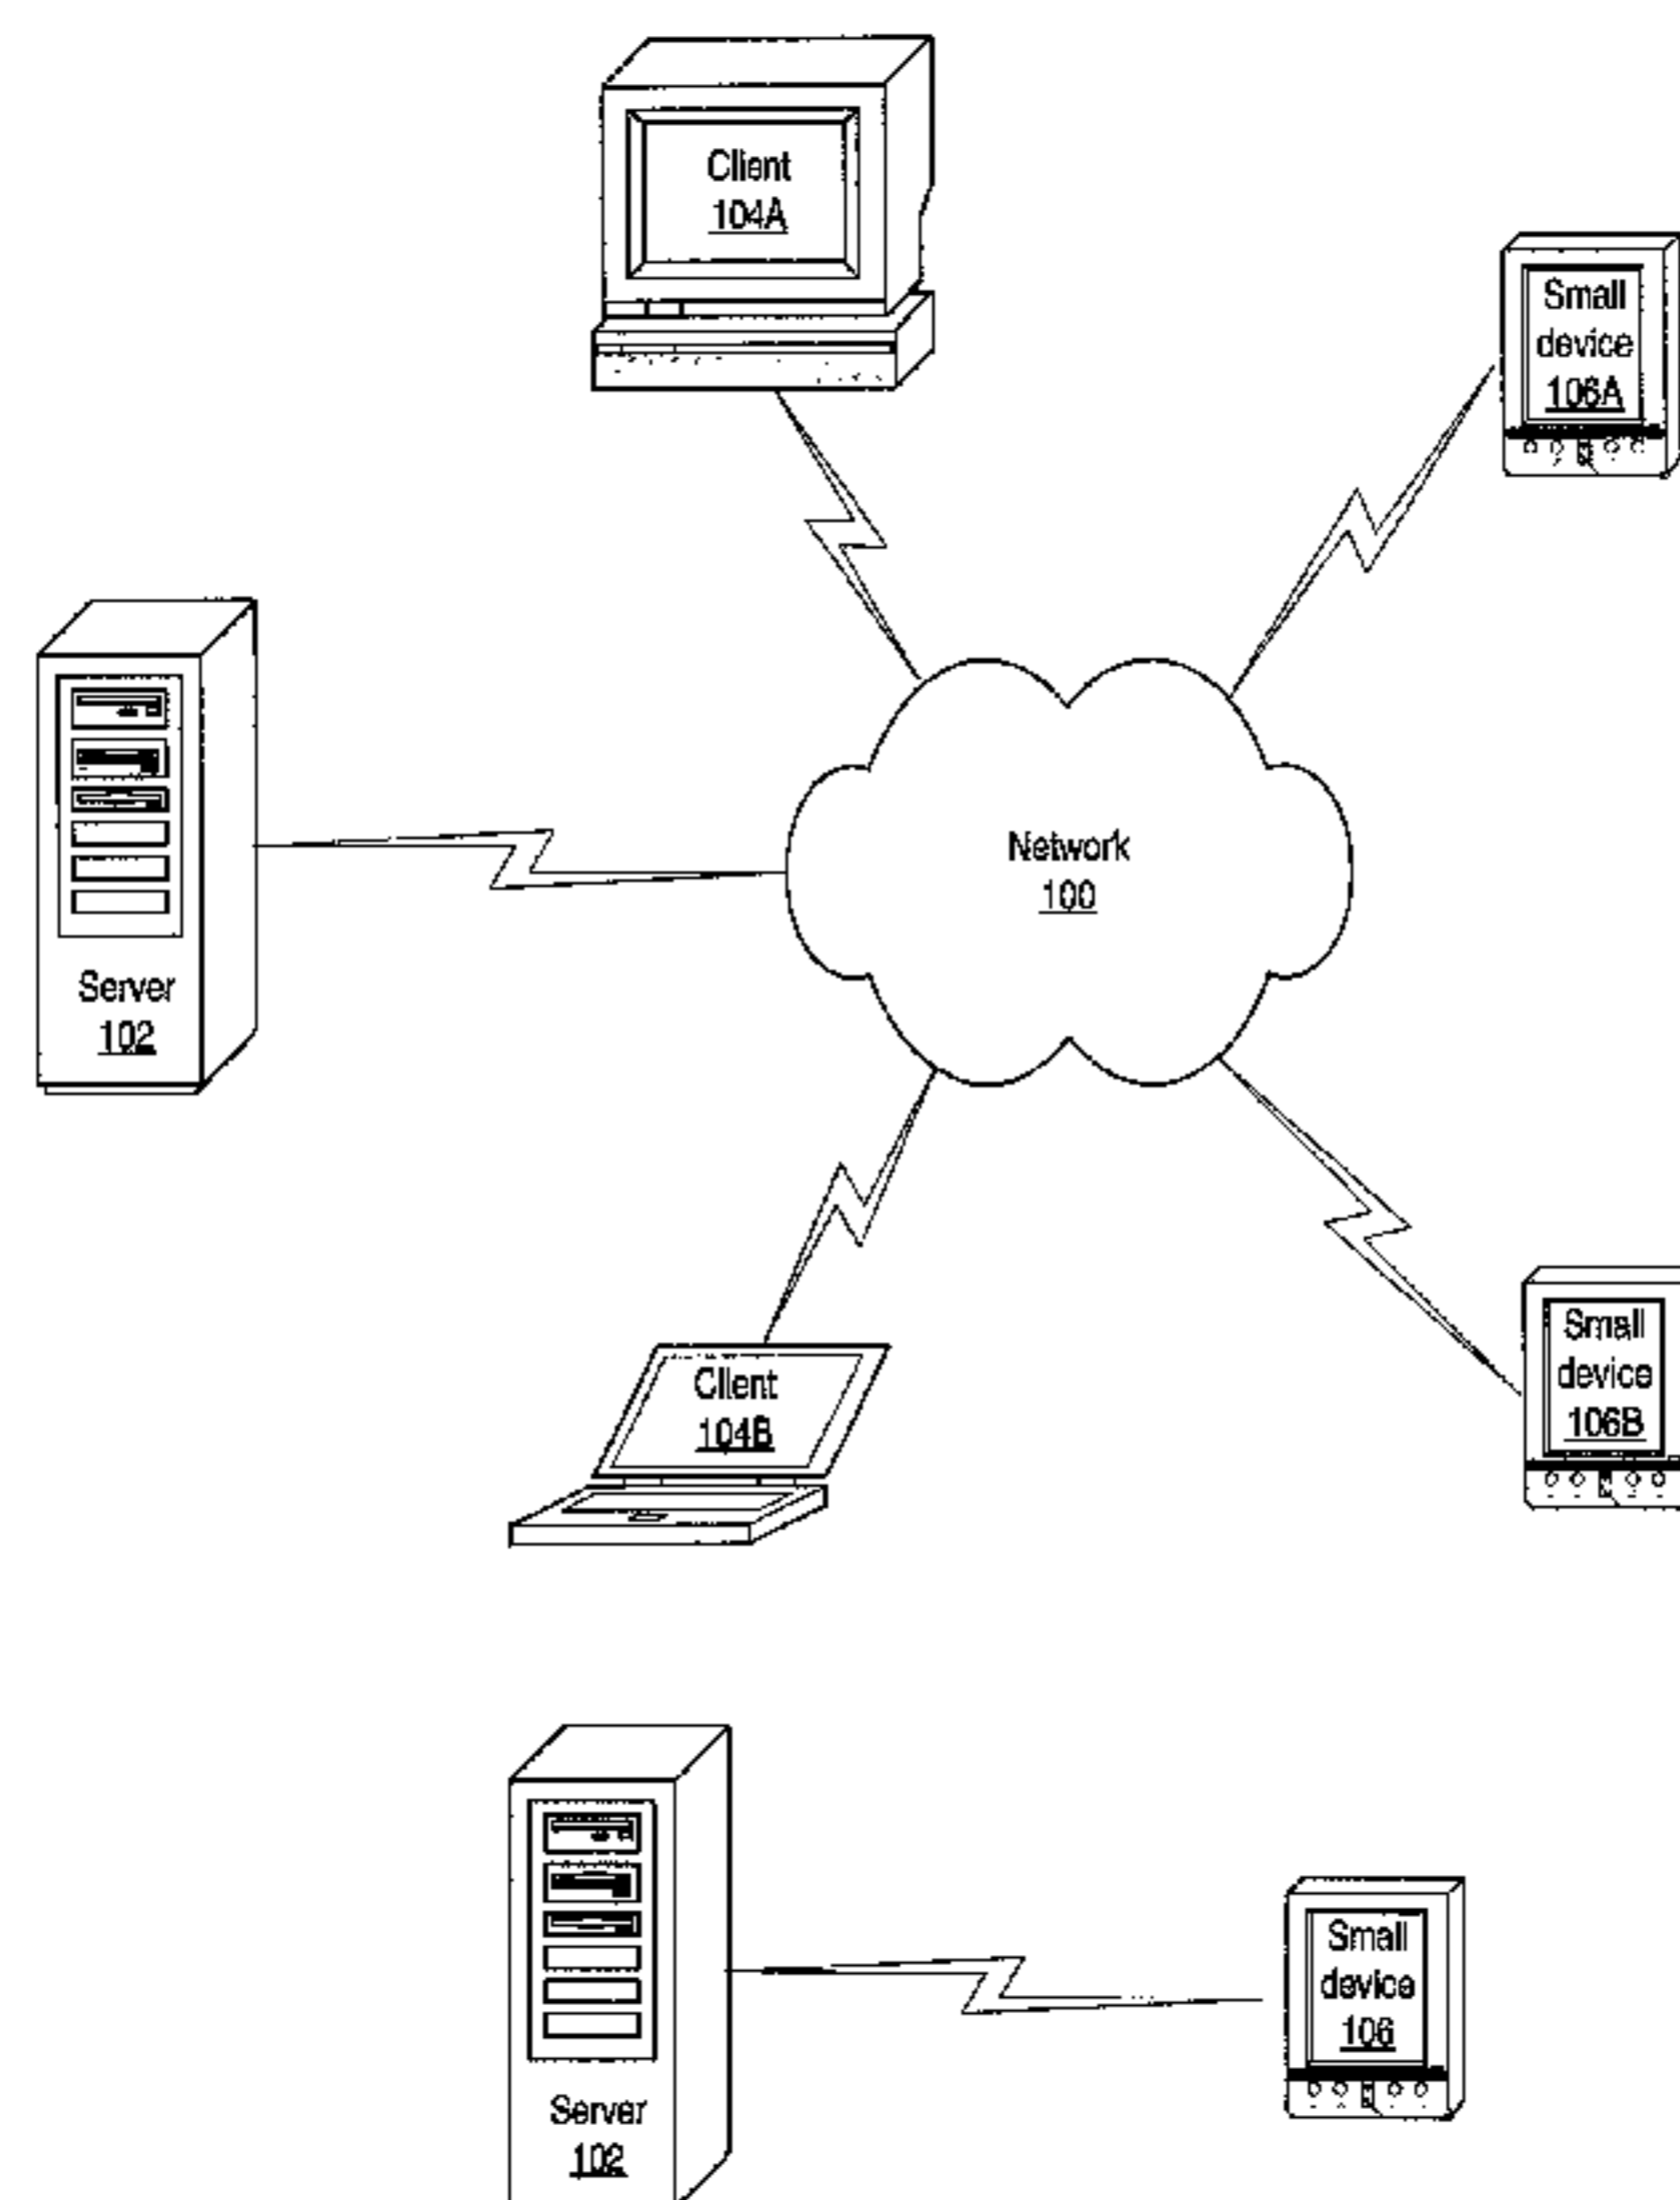 Client
104A
Small
device
106A
Network
100
Server
102
Client
104B
Small
device
106B
Small
device
106
Server
102